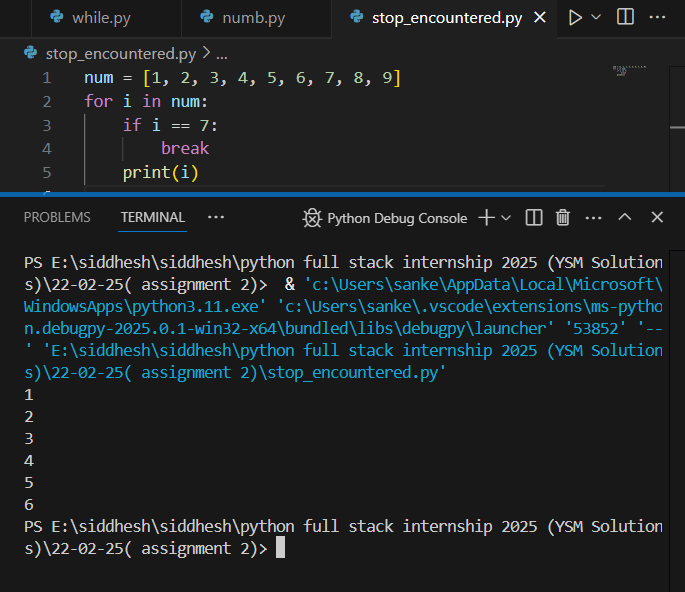 while.py numb.py stop_encountered.py
stop_encountered.py > ...
1 num = [1, 2, 3, 4, 5, 6, 7, 8, 9]
2 for i in num:
3 if i == 7:
4 break
5 print(i)
PROBLEMS TERMINAL ... Python Debug Console
PS E:\siddhesh\siddhesh\python full stack internship 2025 (YSM Solution
s)\22-02-25( assignment 2)> & 'c:\Users\sanke\AppData\Local\Microsoft\
WindowsApps\python3.11.exe' 'c:\Users\sanke\.vscode\extensions\ms-pytho
n.debugpy-2025.0.1-win32-x64\bundled\libs\debugpy\launcher' '53852' '--
' 'E:\siddhesh\siddhesh\python full stack internship 2025 (YSM Solution
s)\22-02-25( assignment 2)\stop_encountered.py'
1
2
3
4
5
6
PS E:\siddhesh\siddhesh\python full stack internship 2025 (YSM Solution
s)\22-02-25( assignment 2)>